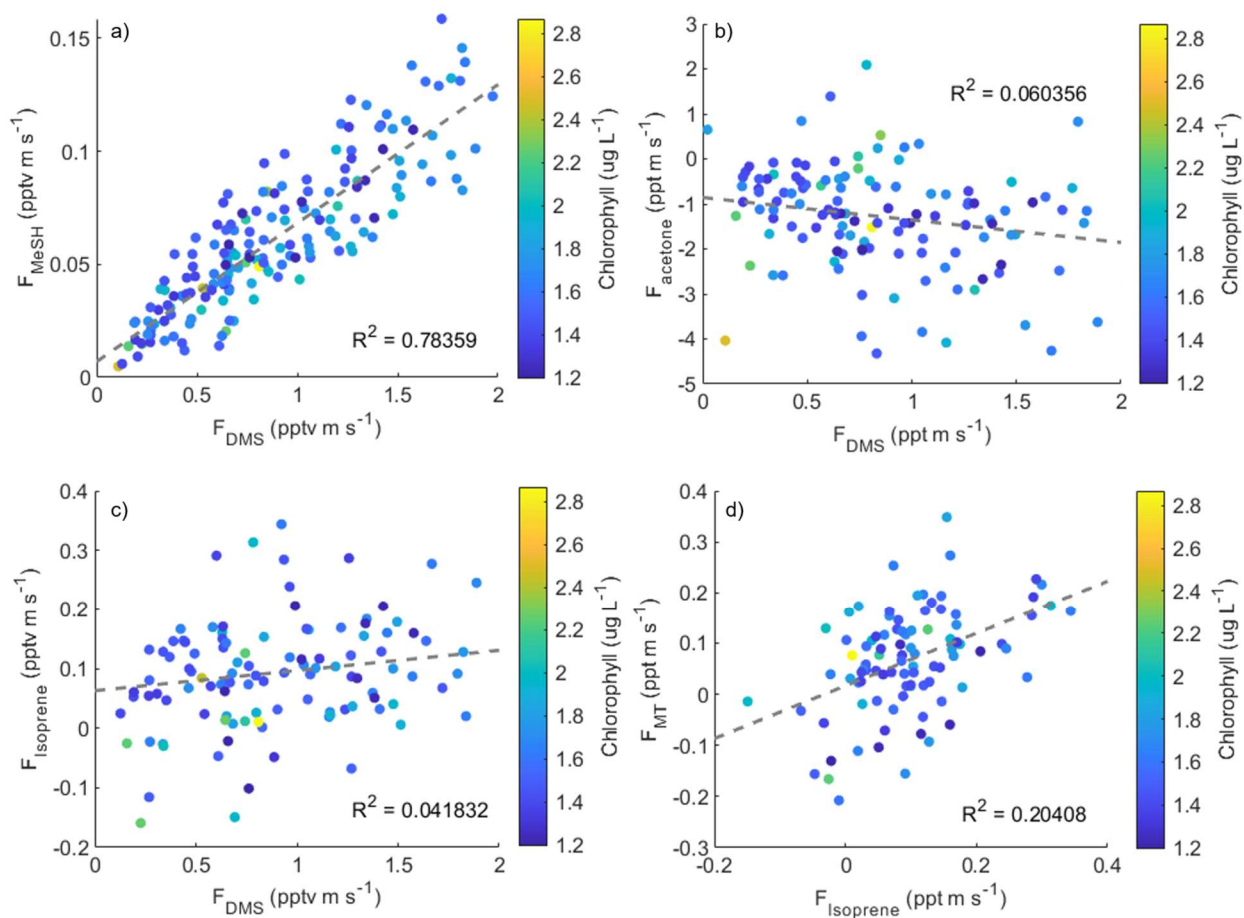 a)
0.15
0.1
0.05
0
0 0.5 1 1.5 2
F_MeSH (pptv m s⁻¹)
F_DMS (pptv m s⁻¹)
R² = 0.78359
2.8
2.6
2.4
2.2
2
1.8
1.6
1.4
1.2
Chlorophyll (ug L⁻¹)
b)
3
2
1
0
-1
-2
-3
-4
-5
0 0.5 1 1.5 2
F_acetone (ppt m s⁻¹)
F_DMS (ppt m s⁻¹)
R² = 0.060356
2.8
2.6
2.4
2.2
2
1.8
1.6
1.4
1.2
Chlorophyll (ug L⁻¹)
c)
0.4
0.3
0.2
0.1
0
-0.1
-0.2
0 0.5 1 1.5 2
F_Isoprene (pptv m s⁻¹)
F_DMS (pptv m s⁻¹)
R² = 0.041832
2.8
2.6
2.4
2.2
2
1.8
1.6
1.4
1.2
Chlorophyll (ug L⁻¹)
d)
0.4
0.3
0.2
0.1
0
-0.1
-0.2
-0.3
-0.2 0 0.2 0.4
F_MT (ppt m s⁻¹)
F_Isoprene (ppt m s⁻¹)
R² = 0.20408
2.8
2.6
2.4
2.2
2
1.8
1.6
1.4
1.2
Chlorophyll (ug L⁻¹)